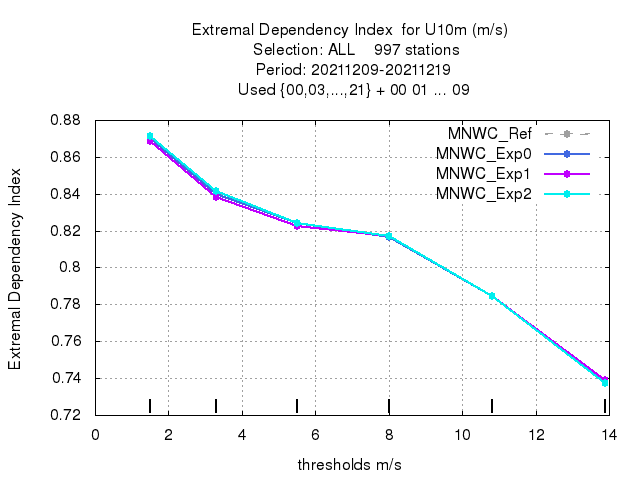 Extremal Dependency Index  for U10m (m/s)
Selection: ALL    997 stations
Period: 20211209-20211219
Used {00,03,...,21} + 00 01 ... 09
Extremal Dependency Index
0.88
0.86
0.84
0.82
0.8
0.78
0.76
0.74
0.72
MNWC_Ref
MNWC_Exp0
MNWC_Exp1
MNWC_Exp2
0 2 4 6 8 10 12 14
thresholds m/s